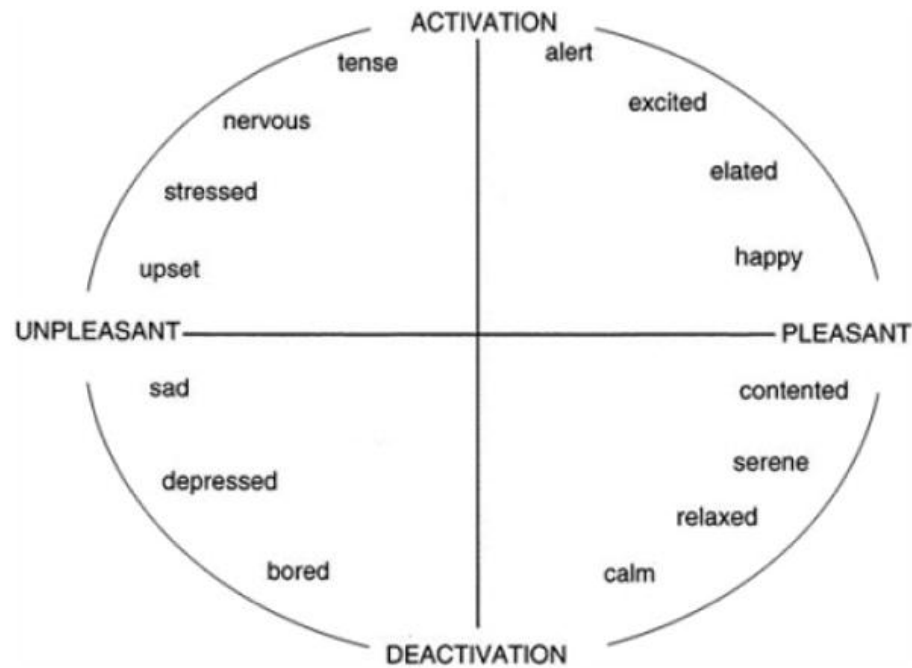 ACTIVATION
tense
alert
nervous
excited
stressed
elated
upset
happy
UNPLEASANT
PLEASANT
sad
contented
depressed
serene
relaxed
bored
calm
DEACTIVATION